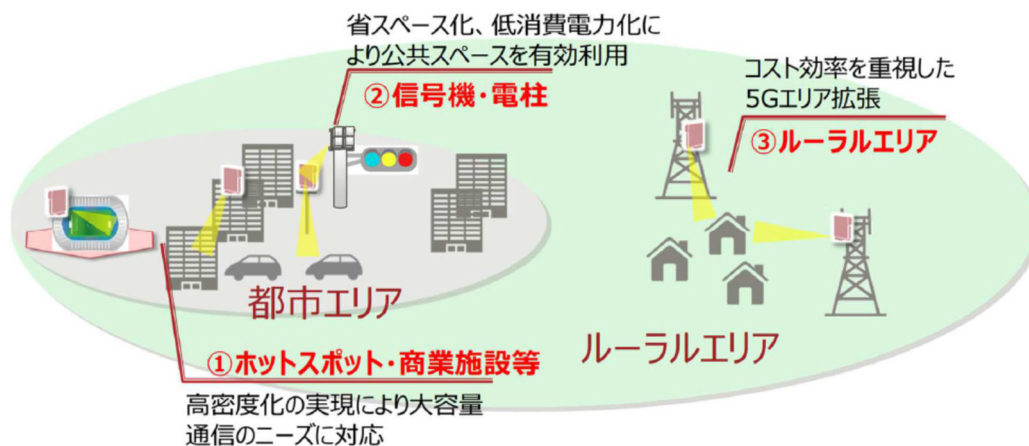 省スペース化、低消費電力化に
より公共スペースを有効利用
②信号機・電柱
コスト効率を重視した
5Gエリア拡張
③ルーラルエリア
都市エリア
ルーラルエリア
①ホットスポット・商業施設等
高密度化の実現により大容量
通信のニーズに対応